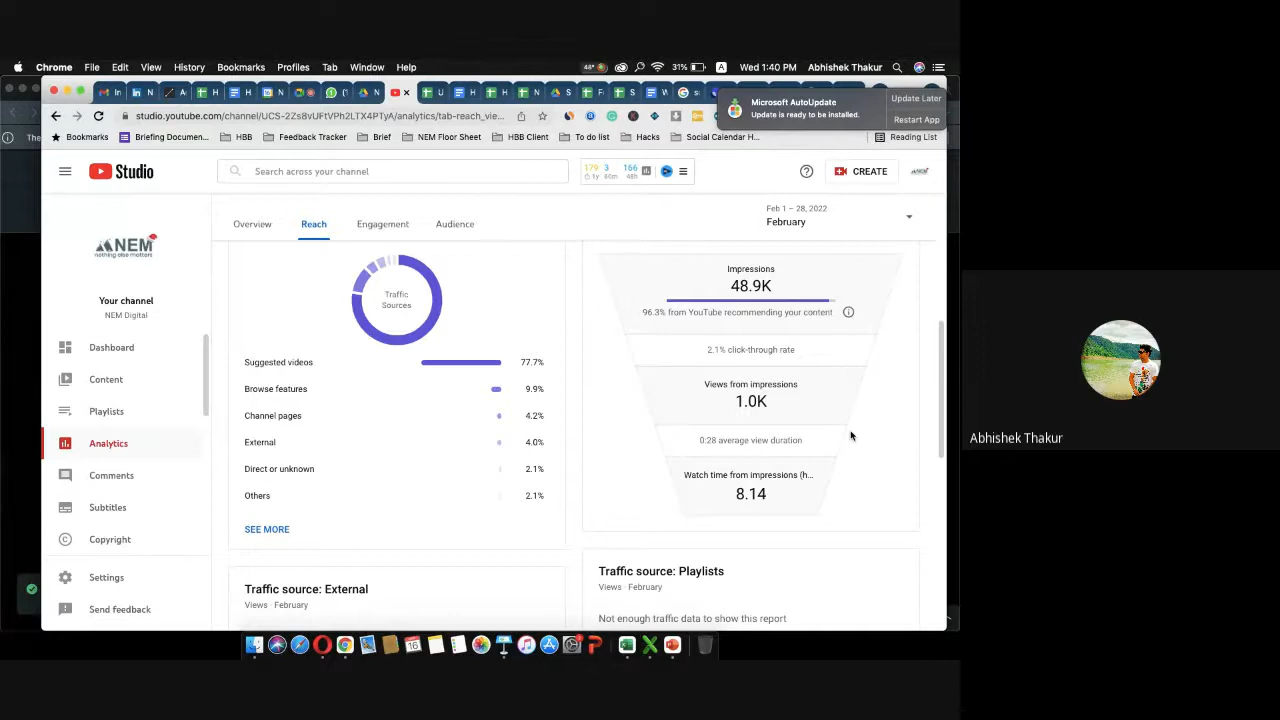 Chrome File Edit View History Bookmarks Profiles Tab Window Help
48° 31% A Wed 1:40 PM Abhishek Thakur
studio.youtube.com/channel/UCS-2Zs8vUFtVPh2LTX4PTyA/analytics/tab-reach_vie...
Microsoft AutoUpdate
Update is ready to be installed.
Update Later
Restart App
Bookmarks Briefing Documen... HBB Feedback Tracker Brief NEM Floor Sheet HBB Client To do list Hacks Social Calendar H... Reading List
Studio
Search across your channel
179 3 166
1y 60m 48h
CREATE
Overview Reach Engagement Audience
Feb 1 – 28, 2022
February
NEM
nothing else matters
Your channel
NEM Digital
Dashboard
Content
Playlists
Analytics
Comments
Subtitles
Copyright
Settings
Send feedback
Traffic
Sources
Suggested videos 77.7%
Browse features 9.9%
Channel pages 4.2%
External 4.0%
Direct or unknown 2.1%
Others 2.1%
SEE MORE
Impressions
48.9K
96.3% from YouTube recommending your content
2.1% click-through rate
Views from impressions
1.0K
0:28 average view duration
Watch time from impressions (h...
8.14
Traffic source: External
Views · February
Traffic source: Playlists
Views · February
Not enough traffic data to show this report
Abhishek Thakur